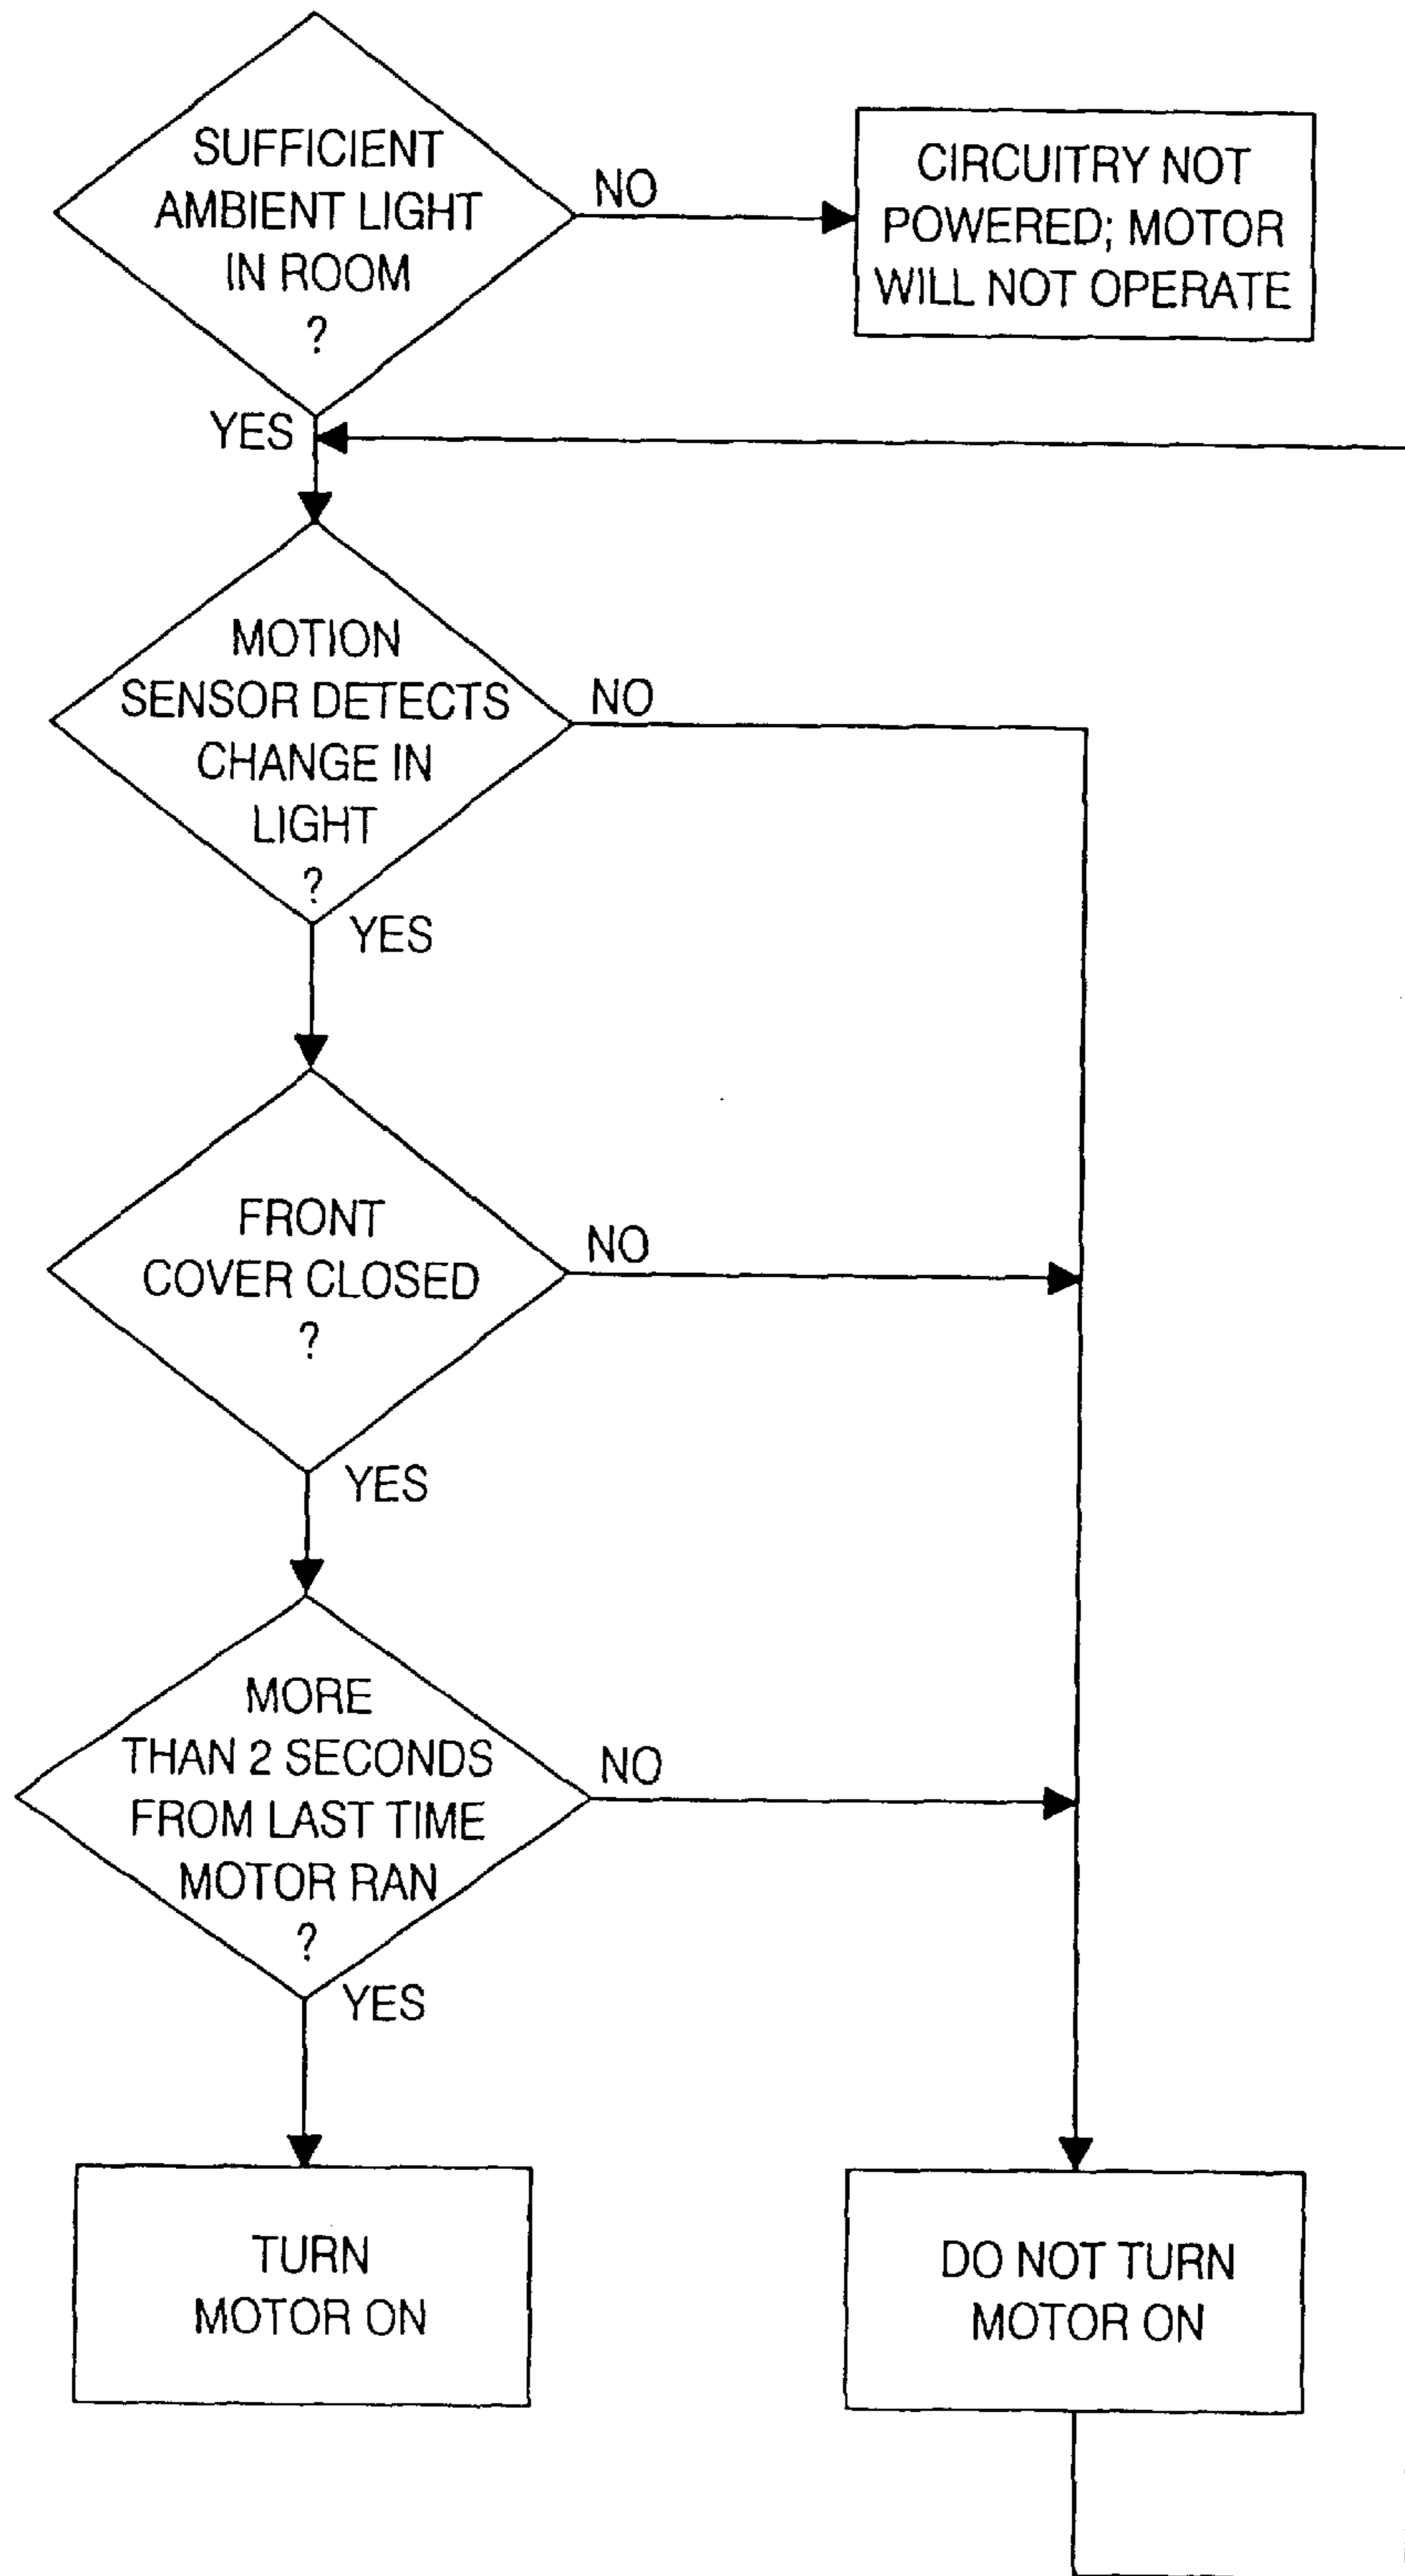 SUFFICIENT
AMBIENT LIGHT
IN ROOM
?
NO
CIRCUITRY NOT
POWERED; MOTOR
WILL NOT OPERATE
YES
MOTION
SENSOR DETECTS
CHANGE IN
LIGHT
?
NO
YES
FRONT
COVER CLOSED
?
NO
YES
MORE
THAN 2 SECONDS
FROM LAST TIME
MOTOR RAN
?
NO
YES
TURN
MOTOR ON
DO NOT TURN
MOTOR ON